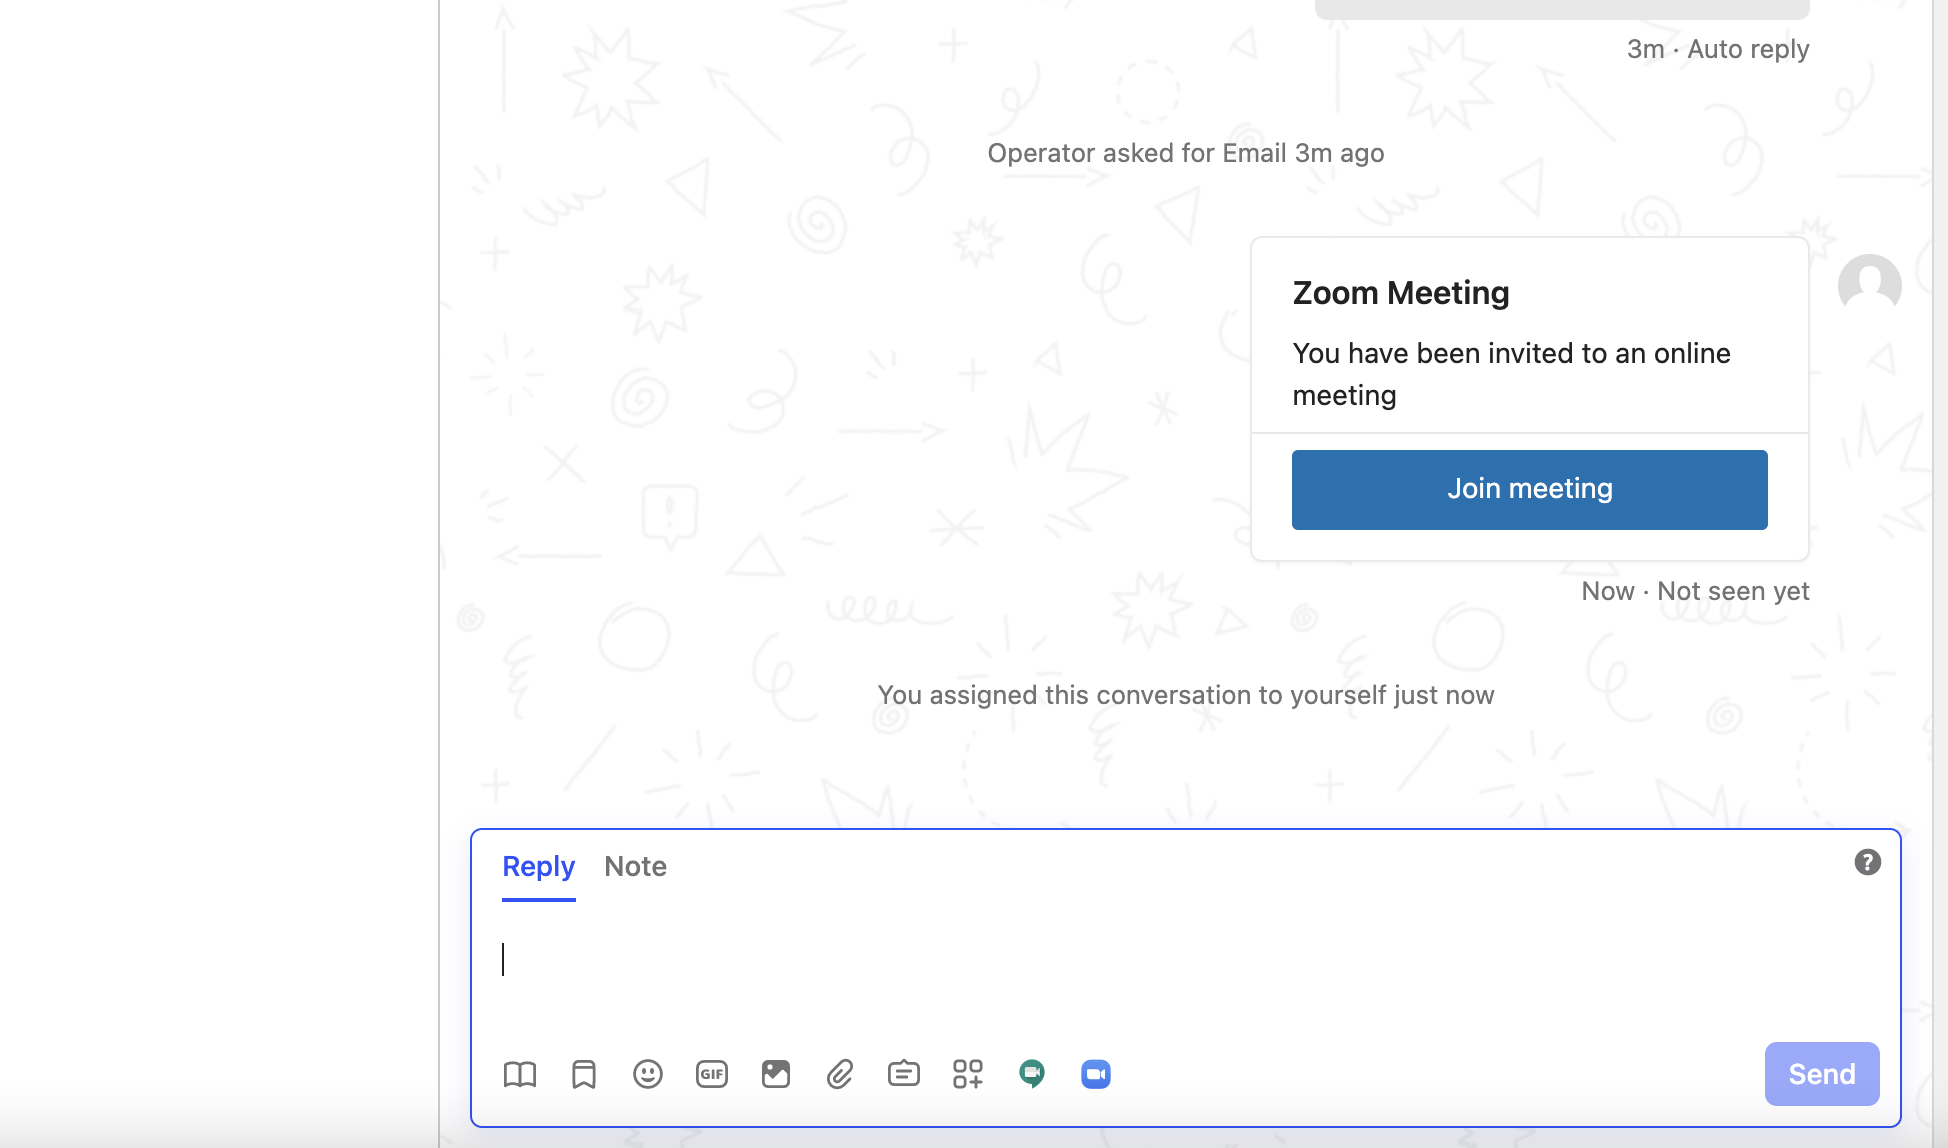 3m · Auto reply
Operator asked for Email 3m ago
Zoom Meeting
You have been invited to an online
meeting
Join meeting
Now · Not seen yet
You assigned this conversation to yourself just now
Reply Note
?
GIF
Send